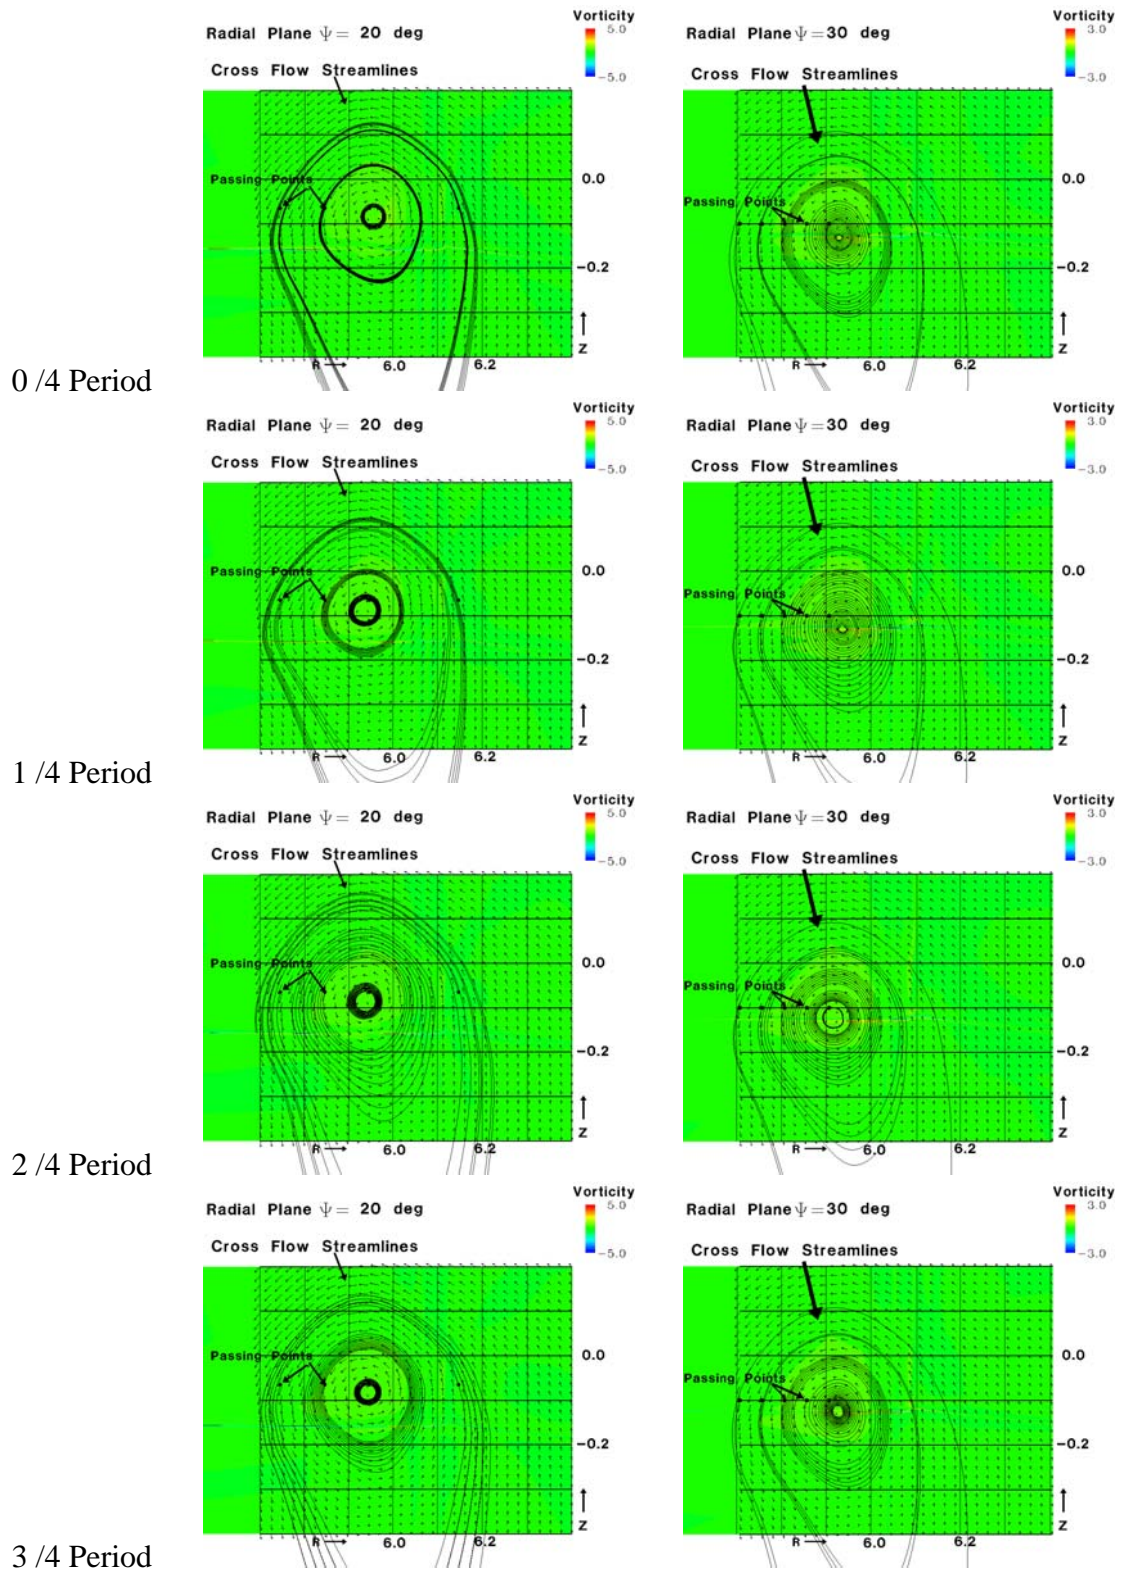 Vorticity Vorticity
Radial Plane Ψ = 20 deg 5.0 Radial Plane Ψ = 30 deg 3.0
Cross Flow Streamlines -5.0 Cross Flow Streamlines -3.0
Passing Points 0.0 Passing Points 0.0
-0.2 -0.2
Z Z
R 6.0 6.2 R 6.0 6.2
0 /4 Period
Vorticity Vorticity
Radial Plane Ψ = 20 deg 5.0 Radial Plane Ψ = 30 deg 3.0
Cross Flow Streamlines -5.0 Cross Flow Streamlines -3.0
Passing Points 0.0 Passing Points 0.0
-0.2 -0.2
Z Z
R 6.0 6.2 R 6.0 6.2
1 /4 Period
Vorticity Vorticity
Radial Plane Ψ = 20 deg 5.0 Radial Plane Ψ = 30 deg 3.0
Cross Flow Streamlines -5.0 Cross Flow Streamlines -3.0
Passing Points 0.0 Passing Points 0.0
-0.2 -0.2
Z Z
R 6.0 6.2 R 6.0 6.2
2 /4 Period
Vorticity Vorticity
Radial Plane Ψ = 20 deg 5.0 Radial Plane Ψ = 30 deg 3.0
Cross Flow Streamlines -5.0 Cross Flow Streamlines -3.0
Passing Points 0.0 Passing Points 0.0
-0.2 -0.2
Z Z
R 6.0 6.2 R 6.0 6.2
3 /4 Period